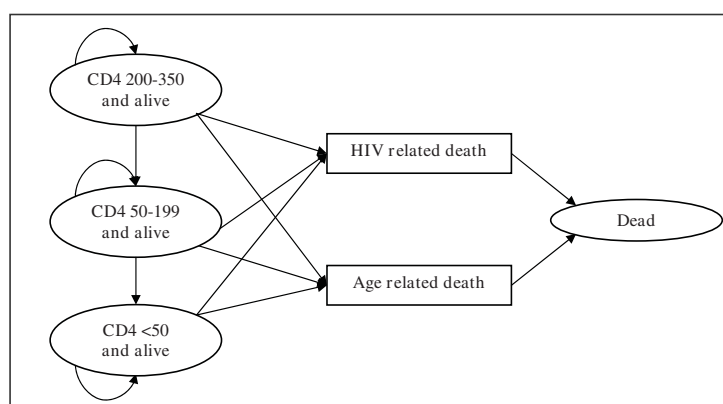 CD4 200-350
and alive
HIV related death
CD4 50-199
and alive
Dead
Age related death
CD4 <50
and alive